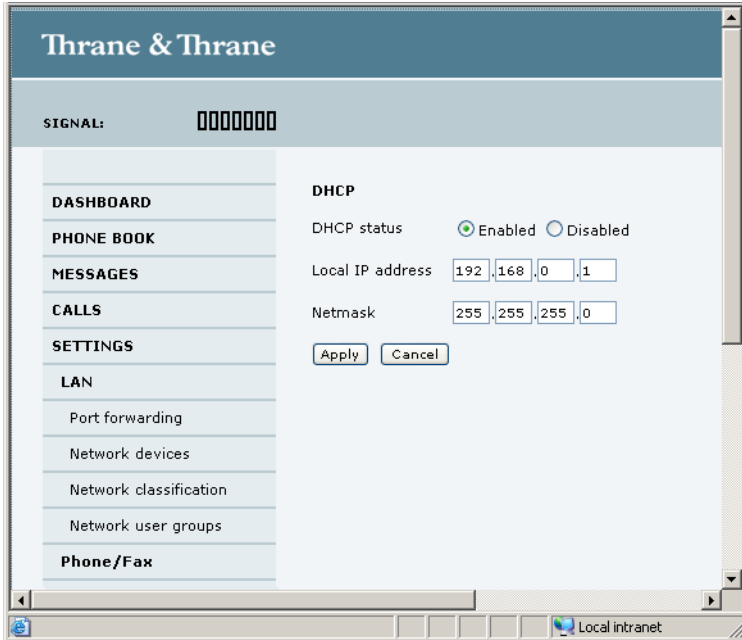 Thrane & Thrane
SIGNAL:
DASHBOARD
PHONE BOOK
MESSAGES
CALLS
SETTINGS
LAN
Port forwarding
Network devices
Network classification
Network user groups
Phone/Fax
DHCP
DHCP status Enabled Disabled
Local IP address 192 .168 .0 .1
Netmask 255 .255 .255 .0
Apply Cancel
Local intranet